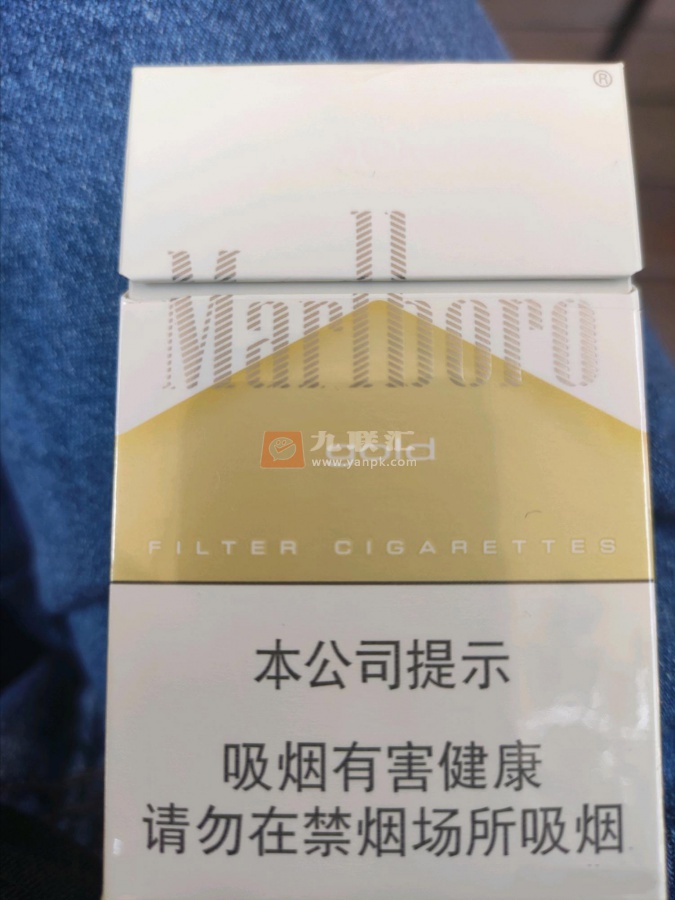 ®
Marlboro
九联汇
gold
www.yanpk.com
FILTER CIGARETTES
本公司提示
吸烟有害健康
请勿在禁烟场所吸烟